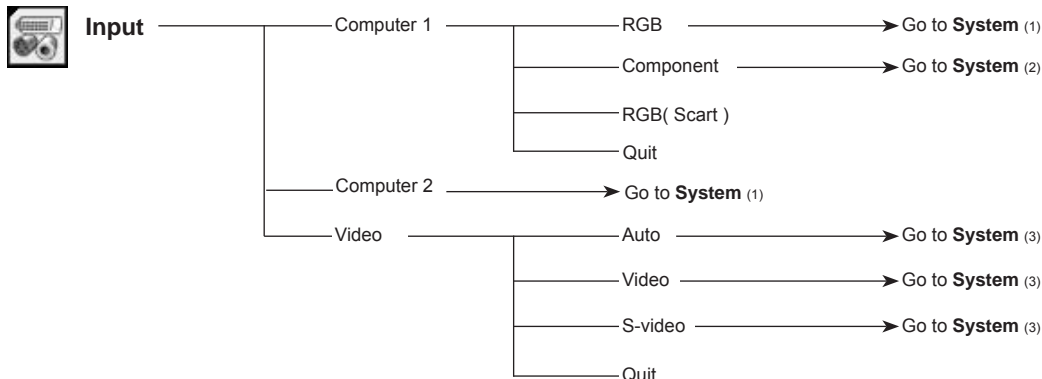 Input Computer 1 RGB Go to System (1)
Component Go to System (2)
RGB( Scart )
Quit
Computer 2 Go to System (1)
Video Auto Go to System (3)
Video Go to System (3)
S-video Go to System (3)
Quit